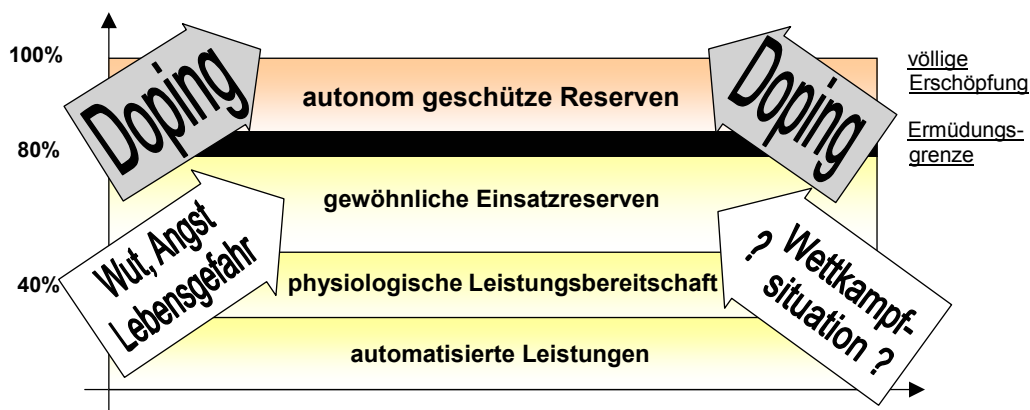 100%
80%
40%
Doping
Doping
völlige
Erschöpfung
Ermüdungs-
grenze
autonom geschütze Reserven
gewöhnliche Einsatzreserven
physiologische Leistungsbereitschaft
automatisierte Leistungen
Wut, Angst
Lebensgefahr
? Wettkampf-
situation ?